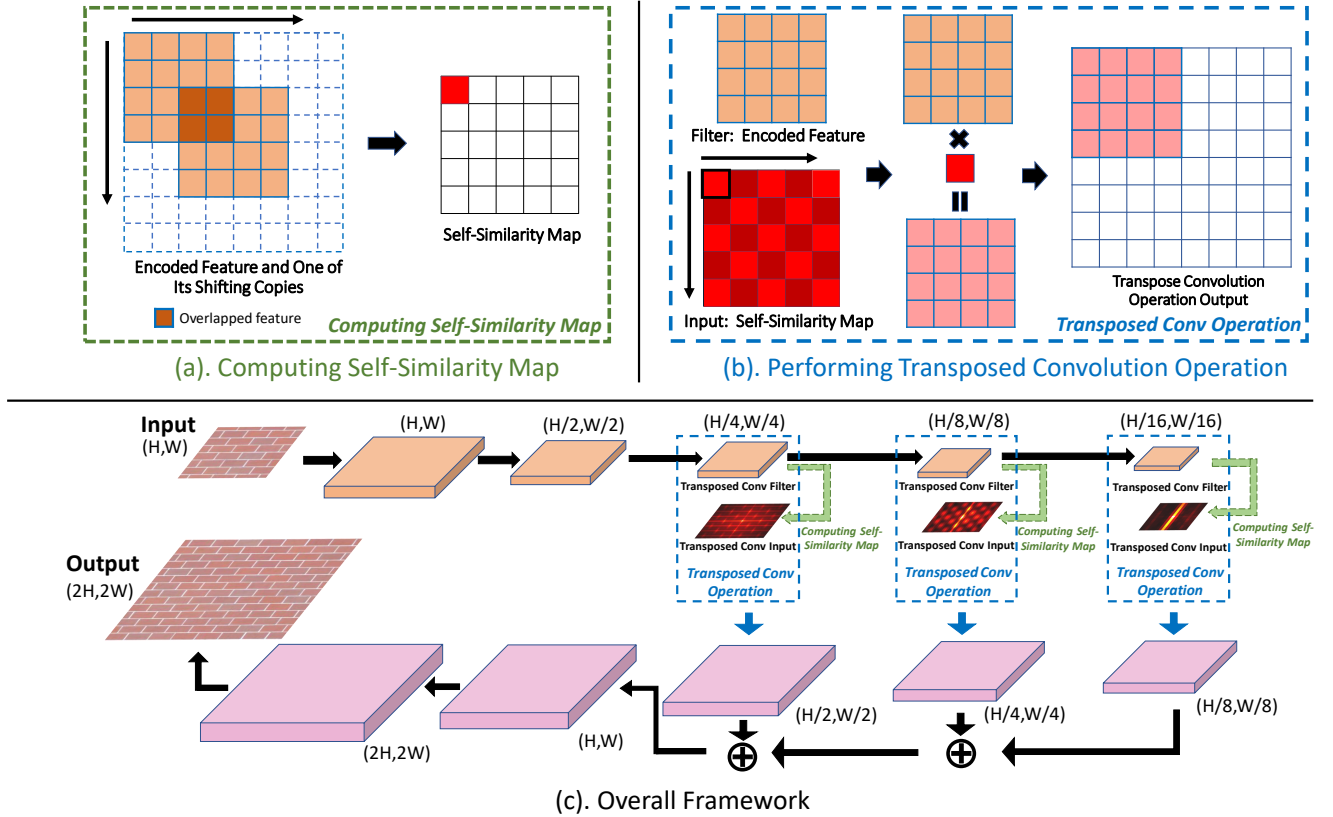 Encoded Feature and One of
Its Shifting Copies
Overlapped feature
Self-Similarity Map
Computing Self-Similarity Map
(a). Computing Self-Similarity Map
Filter: Encoded Feature
Input: Self-Similarity Map
Transpose Convolution
Operation Output
Transposed Conv Operation
(b). Performing Transposed Convolution Operation
Input
(H,W)
(H,W)
(H/2,W/2)
(H/4,W/4)
(H/8,W/8)
(H/16,W/16)
Transposed Conv Filter
Transposed Conv Filter
Transposed Conv Filter
Transposed Conv Input
Transposed Conv Input
Transposed Conv Input
Computing Self-
Similarity Map
Computing Self-
Similarity Map
Computing Self-
Similarity Map
Transposed Conv
Operation
Transposed Conv
Operation
Transposed Conv
Operation
Output
(2H,2W)
(2H,2W)
(H,W)
(H/2,W/2)
(H/4,W/4)
(H/8,W/8)
(c). Overall Framework